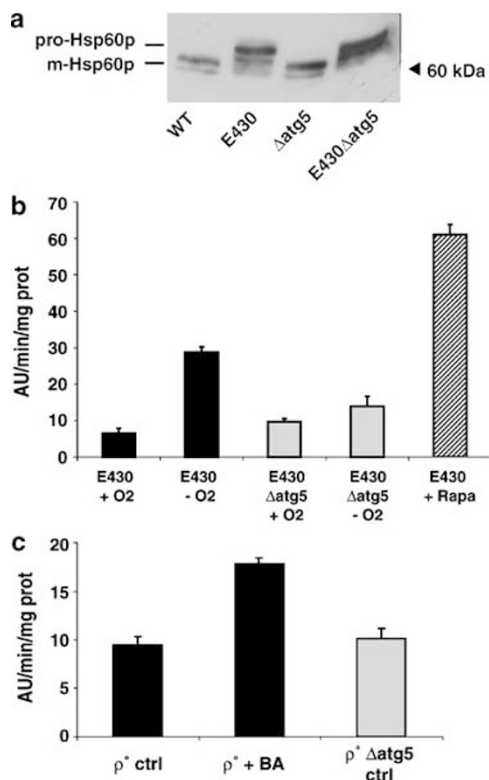 a
pro-Hsp60p
m-Hsp60p
◄ 60 kDa
WT
E430
Δatg5
E430Δatg5
b
AU/min/mg prot
70
60
50
40
30
20
10
0
E430
+ O2
E430
- O2
E430
Δatg5
+ O2
E430
Δatg5
- O2
E430
+ Rapa
c
AU/min/mg prot
20
15
10
5
0
ρ° ctrl
ρ° + BA
ρ° Δatg5
ctrl